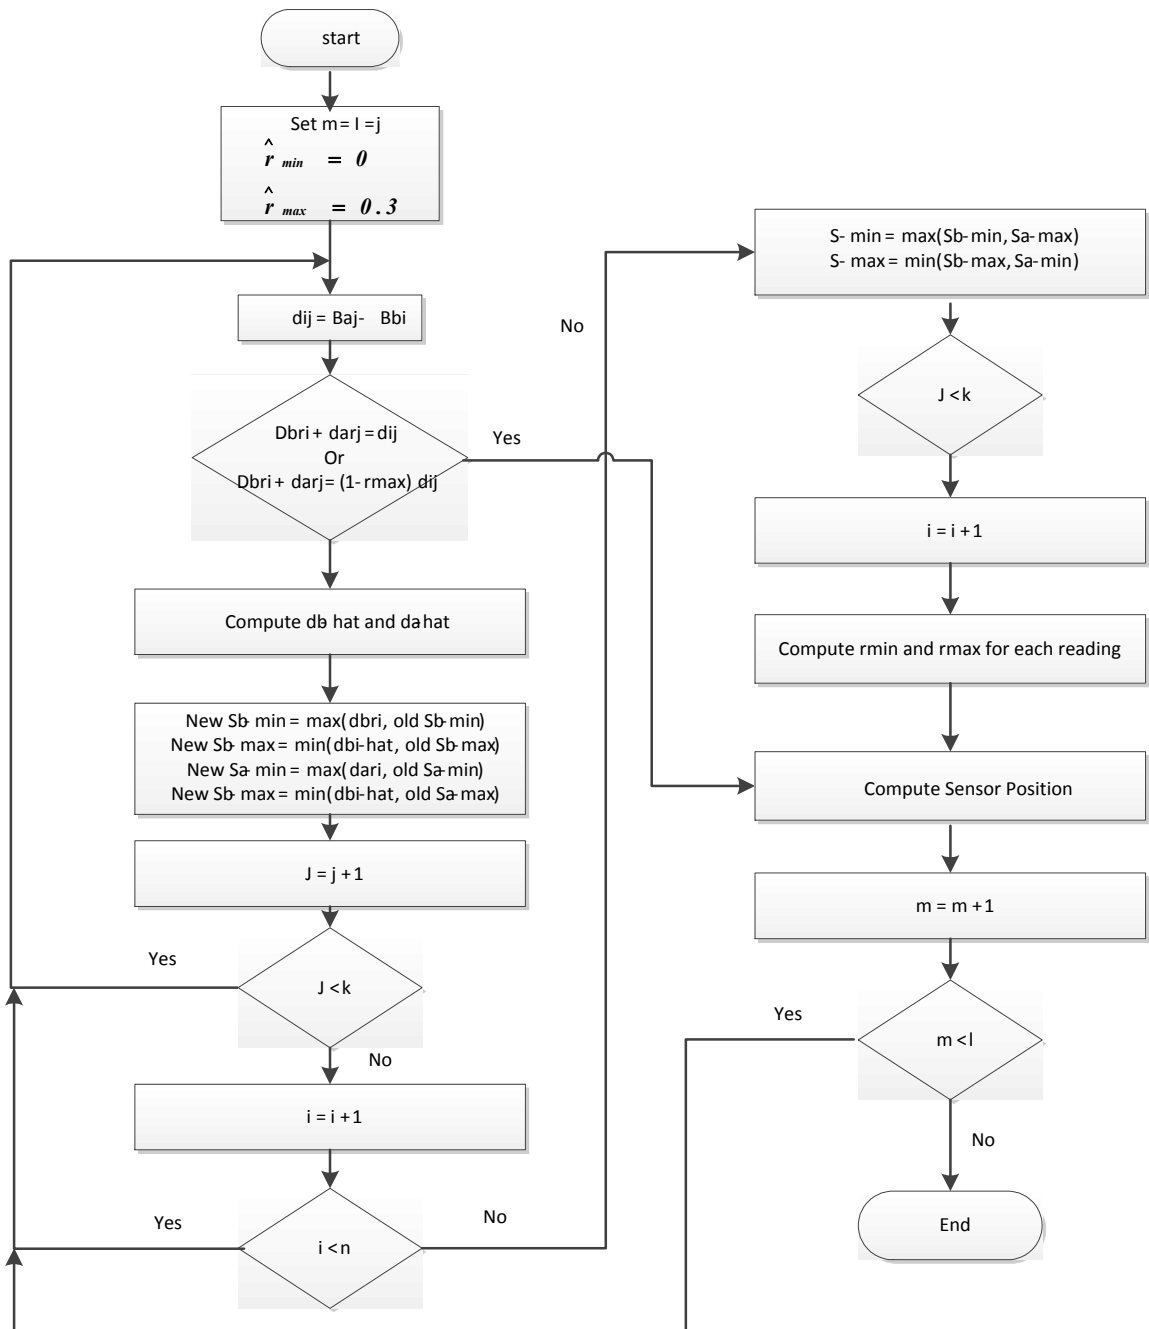 start
Set m = I = j
^
r min = 0
^
r max = 0.3
dij = Baj- Bbi
Dbri + darj = dij
Or
Dbri + darj = (1- rmax) dij
Yes
Compute db hat and da hat
New Sb- min = max(dbri, old Sb-min)
New Sb- max = min(dbi-hat, old Sb-max)
New Sa- min = max(dari, old Sa-min)
New Sb- max = min(dbi-hat, old Sa-max)
J = j +1
Yes
J < k
No
i = i +1
Yes
i < n
No
No
S- min = max(Sb-min, Sa-max)
S- max = min(Sb-max, Sa-min)
J < k
i = i +1
Compute rmin and rmax for each reading
Compute Sensor Position
m = m +1
Yes
m < l
No
End